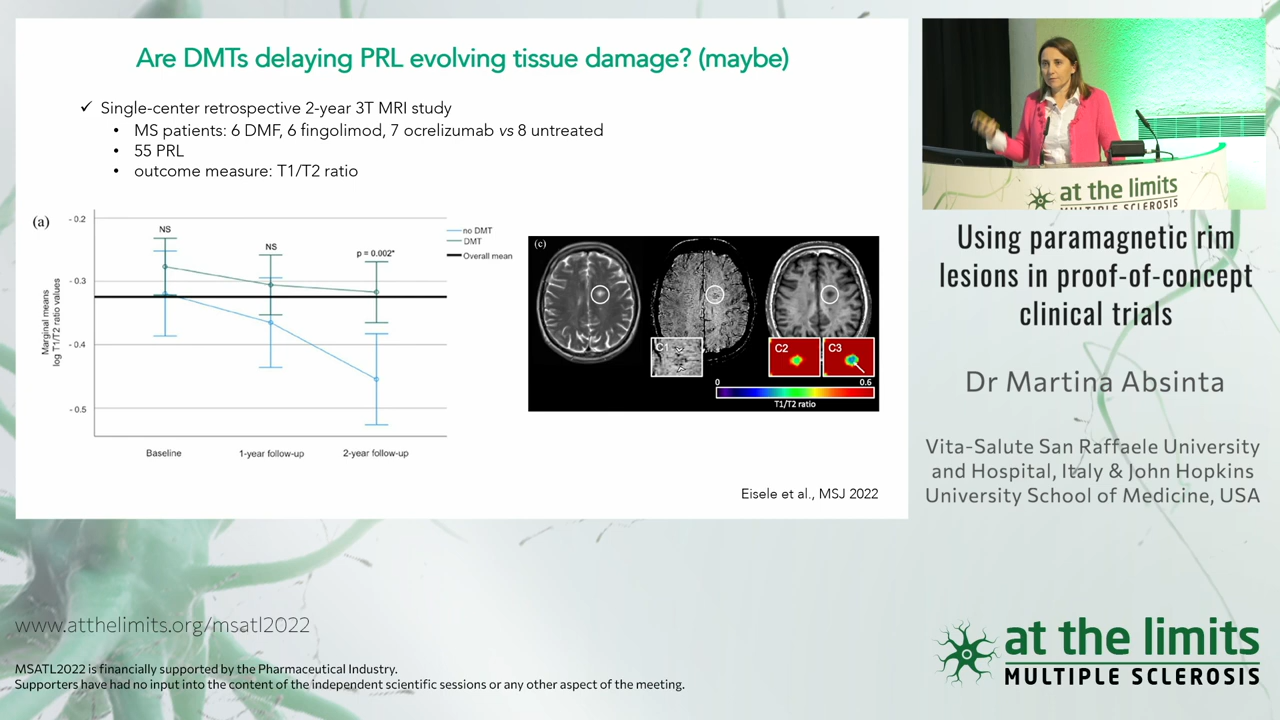 Are DMTs delaying PRL evolving tissue damage? (maybe)
✓ Single-center retrospective 2-year 3T MRI study
• MS patients: 6 DMF, 6 fingolimod, 7 ocrelizumab vs 8 untreated
• 55 PRL
• outcome measure: T1/T2 ratio
(a)
- 0.2
- 0.3
- 0.4
- 0.5
Marginal means
log T1/T2 ratio values
NS
NS
p = 0.002*
no DMT
DMT
Overall mean
Baseline
1-year follow-up
2-year follow-up
(c)
C1
C2
C3
0
0.6
T1/T2 ratio
Eisele et al., MSJ 2022
at the limits
MULTIPLE SCLEROSIS
Using paramagnetic rim
lesions in proof-of-concept
clinical trials
Dr Martina Absinta
Vita-Salute San Raffaele University
and Hospital, Italy & John Hopkins
University School of Medicine, USA
www.atthelimits.org/msatl2022
MSATL2022 is financially supported by the Pharmaceutical Industry.
Supporters have had no input into the content of the independent scientific sessions or any other aspect of the meeting.
at the limits
MULTIPLE SCLEROSIS